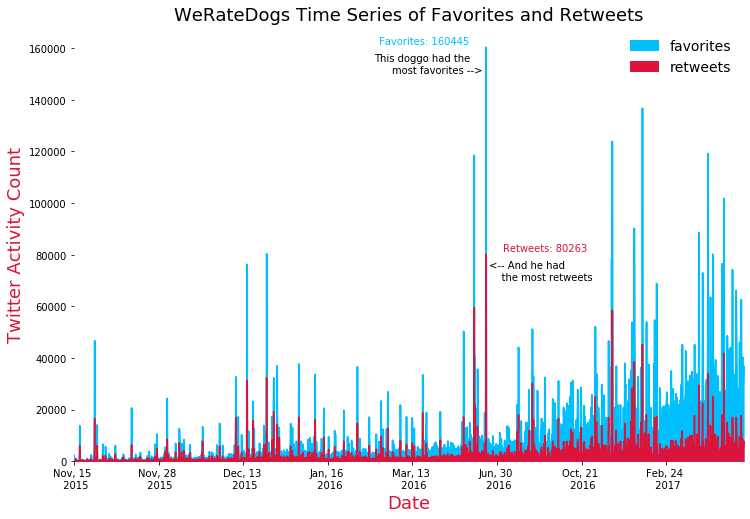 WeRateDogs Time Series of Favorites and Retweets
Favorites: 160445
This doggo had the
most favorites -->
favorites
retweets
Retweets: 80263
<-- And he had
the most retweets
Twitter Activity Count
160000
140000
120000
100000
80000
60000
40000
20000
0
Nov, 15
2015
Nov, 28
2015
Dec, 13
2015
Jan, 16
2016
Mar, 13
2016
Jun, 30
2016
Oct, 21
2016
Feb, 24
2017
Date